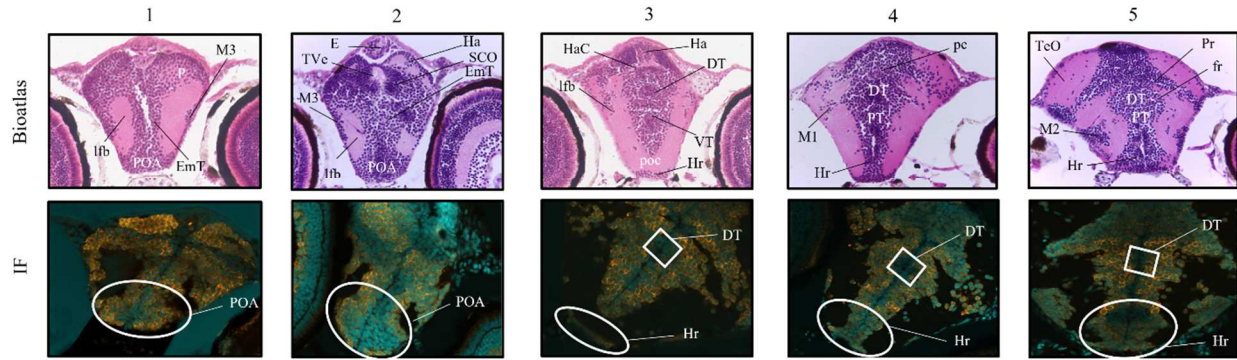 1
2
3
4
5
Bioatlas
M3
P
lfb
POA
EmT
E
TVe
Ha
SCO
EmT
M3
lfb
POA
HaC
Ha
DT
lfb
VT
poc
Hr
pc
DT
PT
M1
Hr
TeO
Pr
fr
DT
PT
M2
Hr
IF
POA
POA
DT
Hr
DT
Hr
DT
Hr